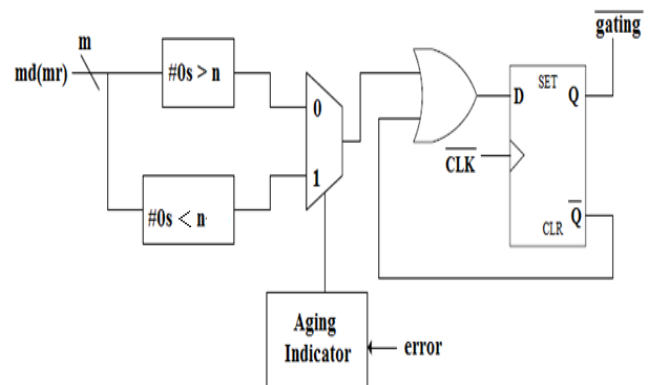 gating
m
md(mr)
#0s > n
0
1
#0s < n
D
SET
Q
CLK
Q
CLR
Aging
Indicator
error